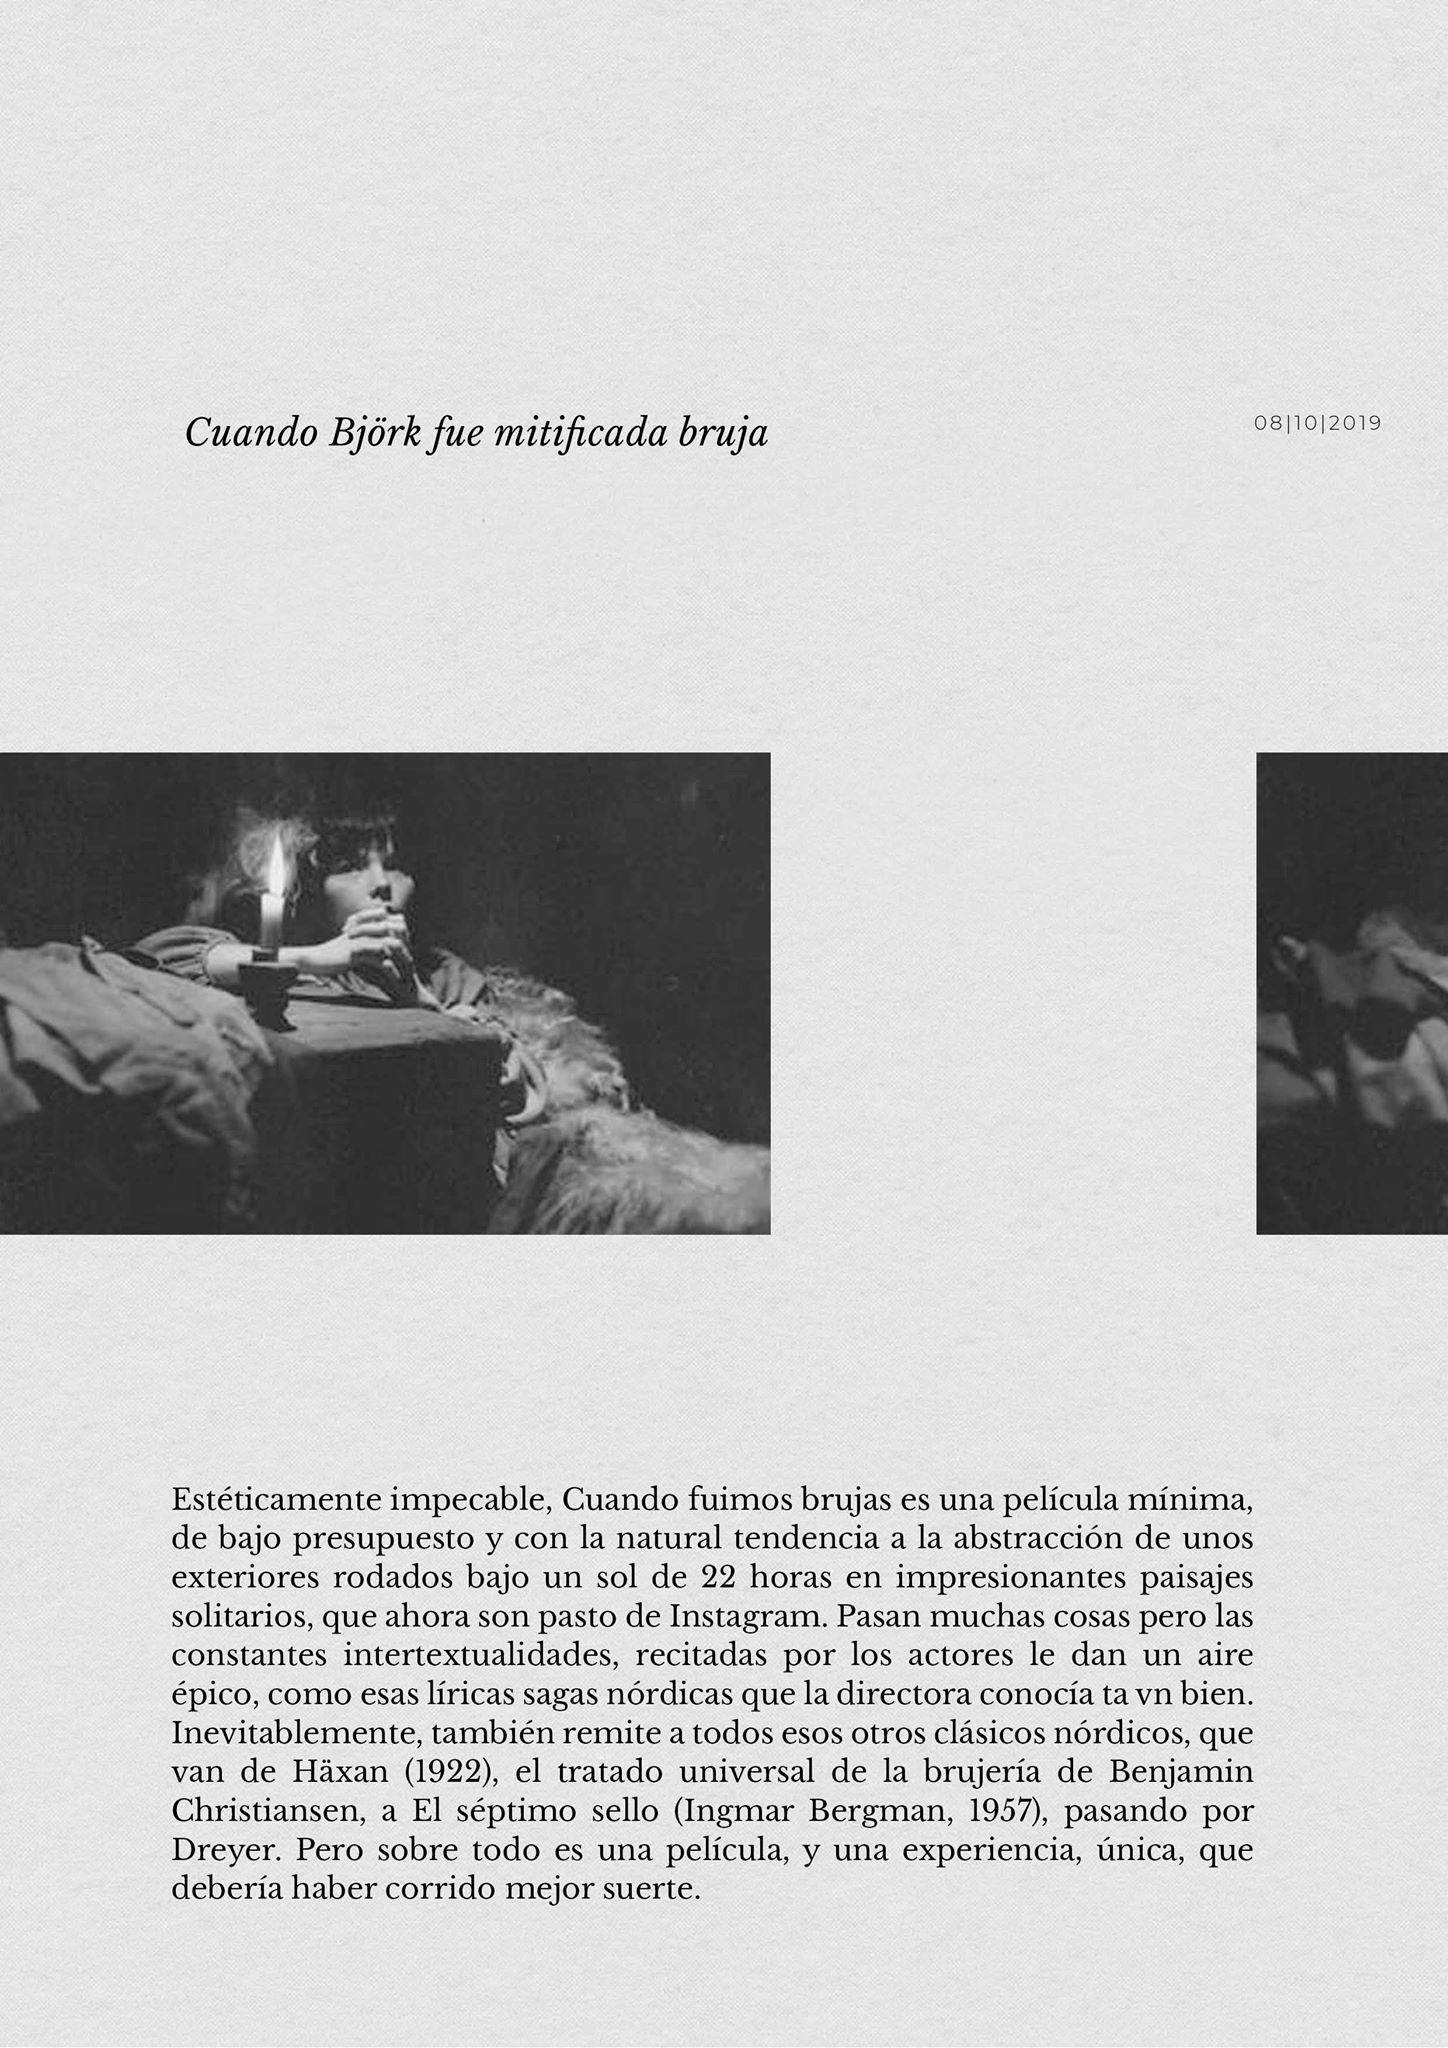 Cuando Björk fue mitificada bruja
08|10|2019
Estéticamente impecable, Cuando fuimos brujas es una película mínima,
de bajo presupuesto y con la natural tendencia a la abstracción de unos
exteriores rodados bajo un sol de 22 horas en impresionantes paisajes
solitarios, que ahora son pasto de Instagram. Pasan muchas cosas pero las
constantes intertextualidades, recitadas por los actores le dan un aire
épico, como esas líricas sagas nórdicas que la directora conocía ta vn bien.
Inevitablemente, también remite a todos esos otros clásicos nórdicos, que
van de Häxan (1922), el tratado universal de la brujería de Benjamin
Christiansen, a El séptimo sello (Ingmar Bergman, 1957), pasando por
Dreyer. Pero sobre todo es una película, y una experiencia, única, que
debería haber corrido mejor suerte.